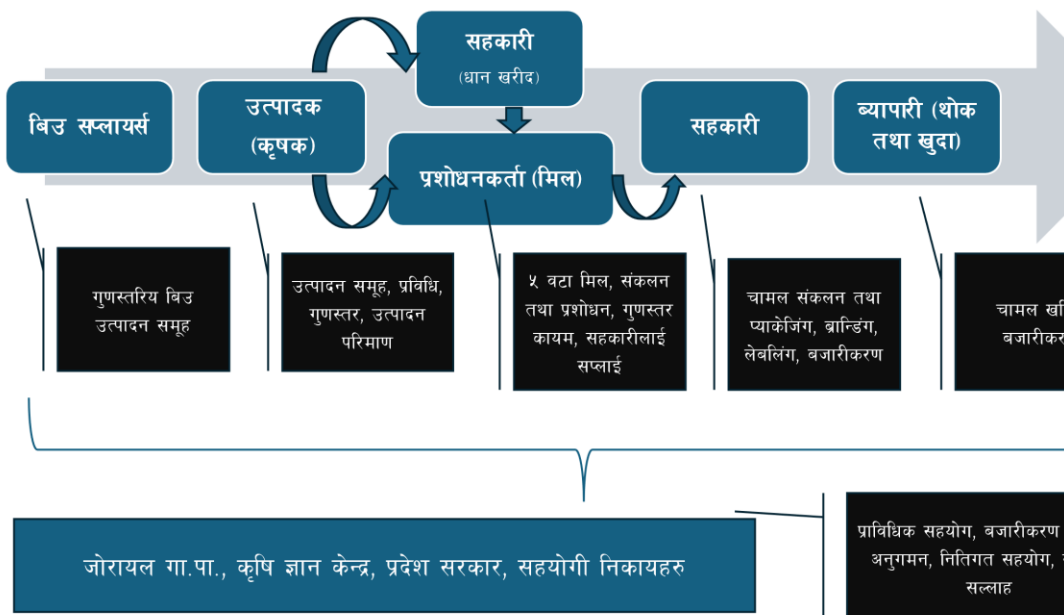 सहकारी
(धान खरीद)
बिउ सप्लायर्स
उत्पादक
(कृषक)
प्रशोधनकर्ता (मिल)
सहकारी
ब्यापारी (थोक
तथा खुदा)
गुणस्तरिय बिउ
उत्पादन समूह
उत्पादन समूह, प्रविधि,
गुणस्तर, उत्पादन
परिमाण
५ वटा मिल, संकलन
तथा प्रशोधन, गुणस्तर
कायम, सहकारीलाई
सप्लाई
चामल संकलन तथा
प्याकेजिंग, ब्रान्डिंग,
लेबलिंग, बजारीकरण
चामल
जोरायल गा.पा., कृषि ज्ञान केन्द्र, प्रदेश सरकार, सहयोगी निकायहरु
प्राविधिक सहयोग, बजारीकरण
अनुगमन, नितिगत सहयोग,
सल्लाह